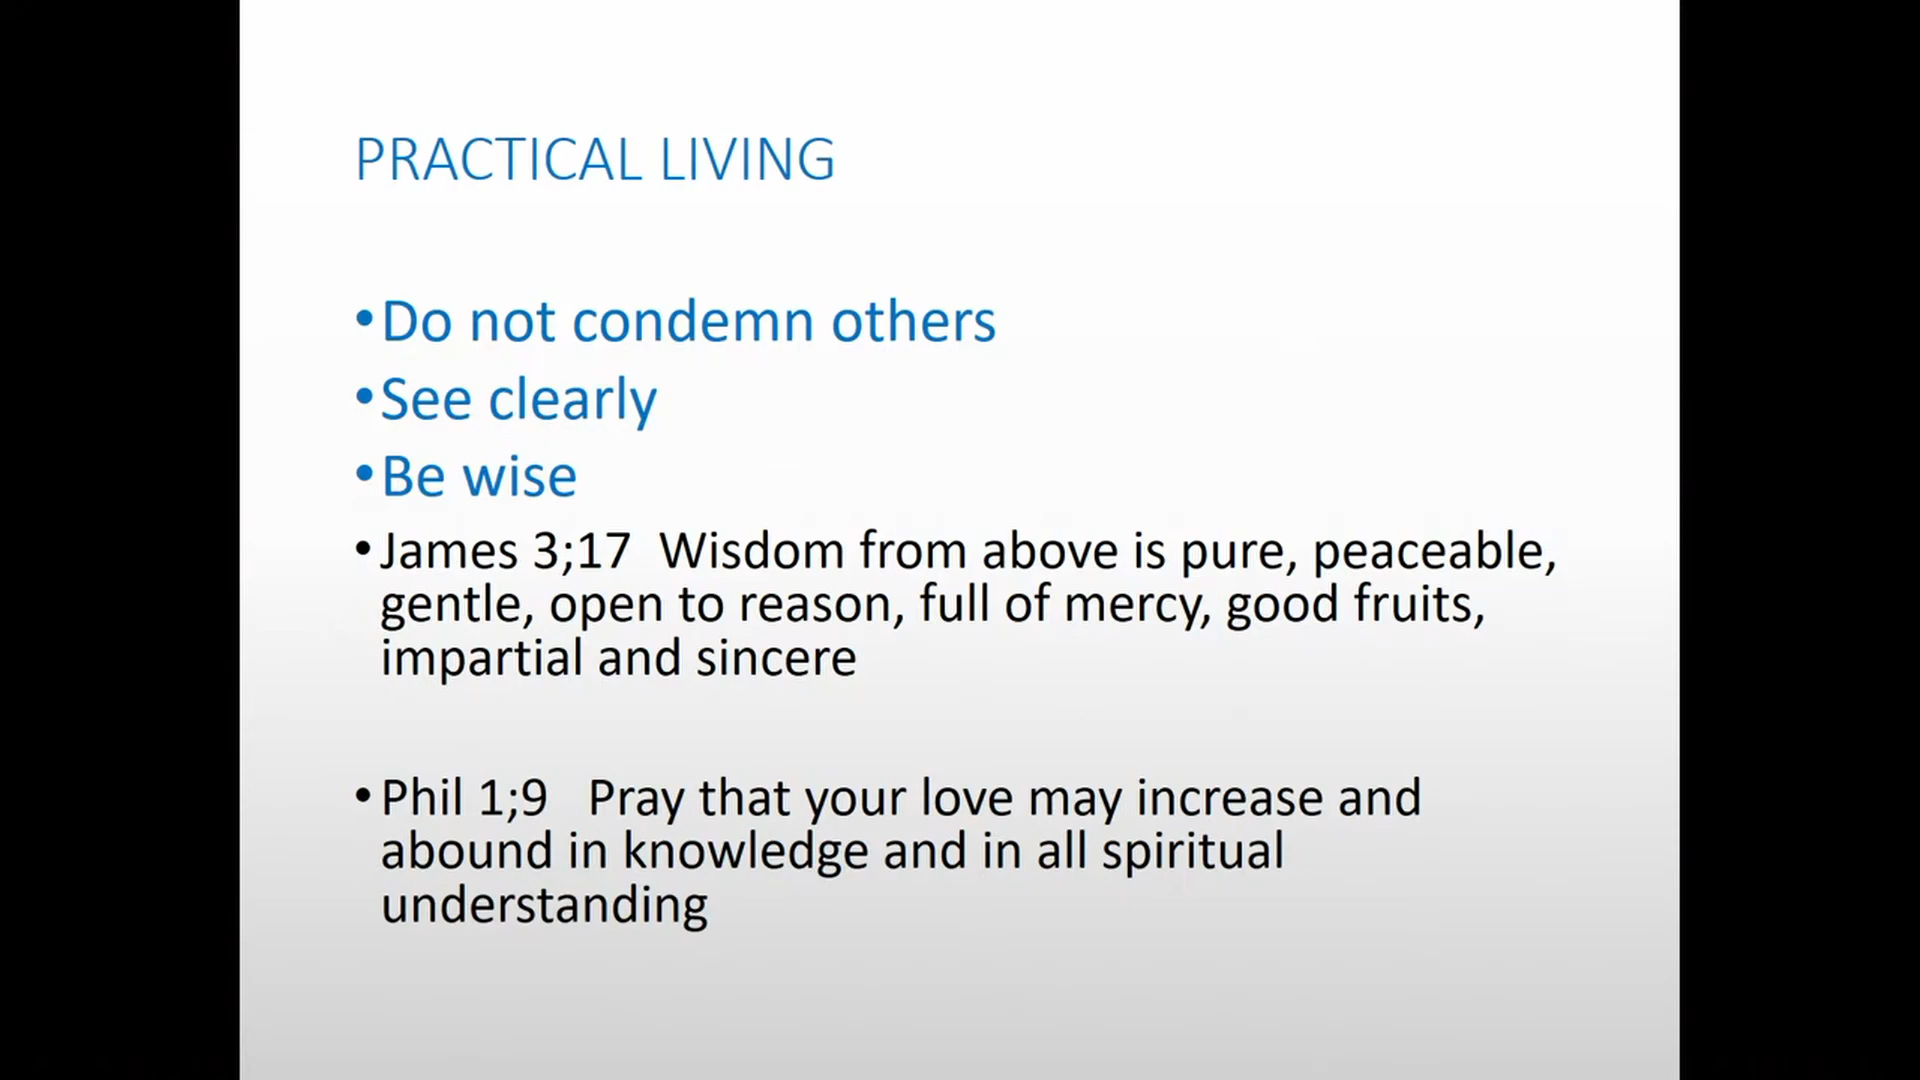 PRACTICAL LIVING
•Do not condemn others
•See clearly
•Be wise
•James 3;17  Wisdom from above is pure, peaceable,
gentle, open to reason, full of mercy, good fruits,
impartial and sincere
•Phil 1;9   Pray that your love may increase and
abound in knowledge and in all spiritual
understanding